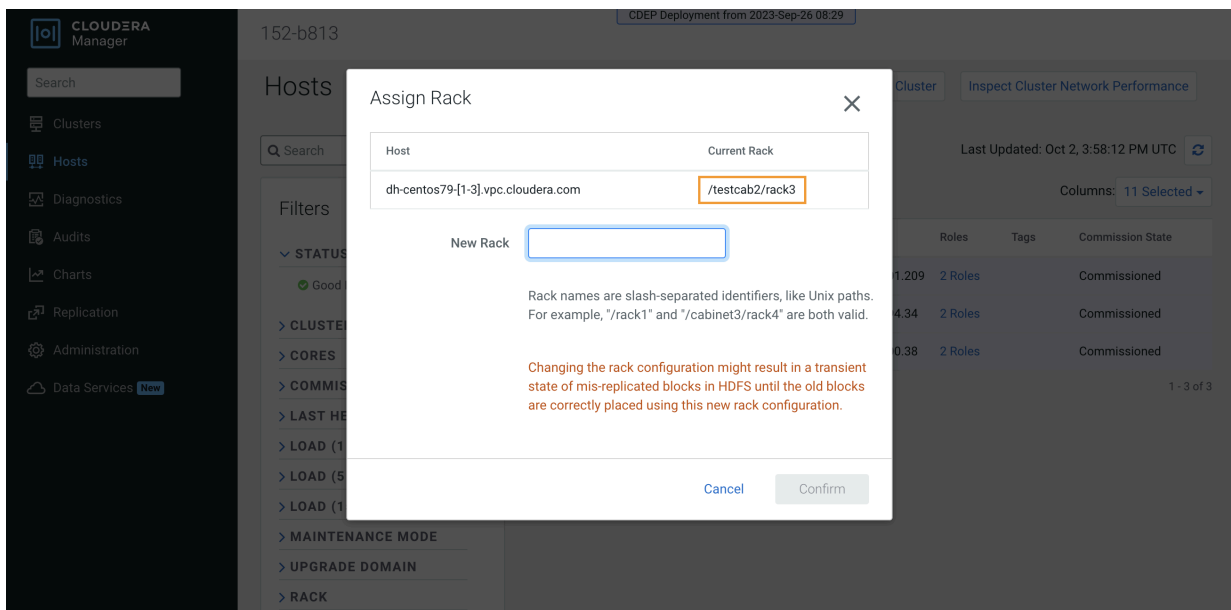 CLOUDERA
Manager
Search
Clusters
Hosts
Diagnostics
Audits
Charts
Replication
Administration
Data Services New
CDEP Deployment from 2023-Sep-26 08:29
152-b813
Hosts
Cluster
Inspect Cluster Network Performance
Search
Last Updated: Oct 2, 3:58:12 PM UTC
Columns: 11 Selected
Filters
STATUS
Good
CLUSTE
CORES
COMMIS
LAST HE
LOAD (1
LOAD (5
LOAD (1
MAINTENANCE MODE
UPGRADE DOMAIN
RACK
Roles Tags Commission State
1.209 2 Roles Commissioned
4.34 2 Roles Commissioned
0.38 2 Roles Commissioned
1 - 3 of 3
Assign Rack
Host Current Rack
dh-centos79-[1-3].vpc.cloudera.com /testcab2/rack3
New Rack
Rack names are slash-separated identifiers, like Unix paths.
For example, "/rack1" and "/cabinet3/rack4" are both valid.
Changing the rack configuration might result in a transient
state of mis-replicated blocks in HDFS until the old blocks
are correctly placed using this new rack configuration.
Cancel Confirm